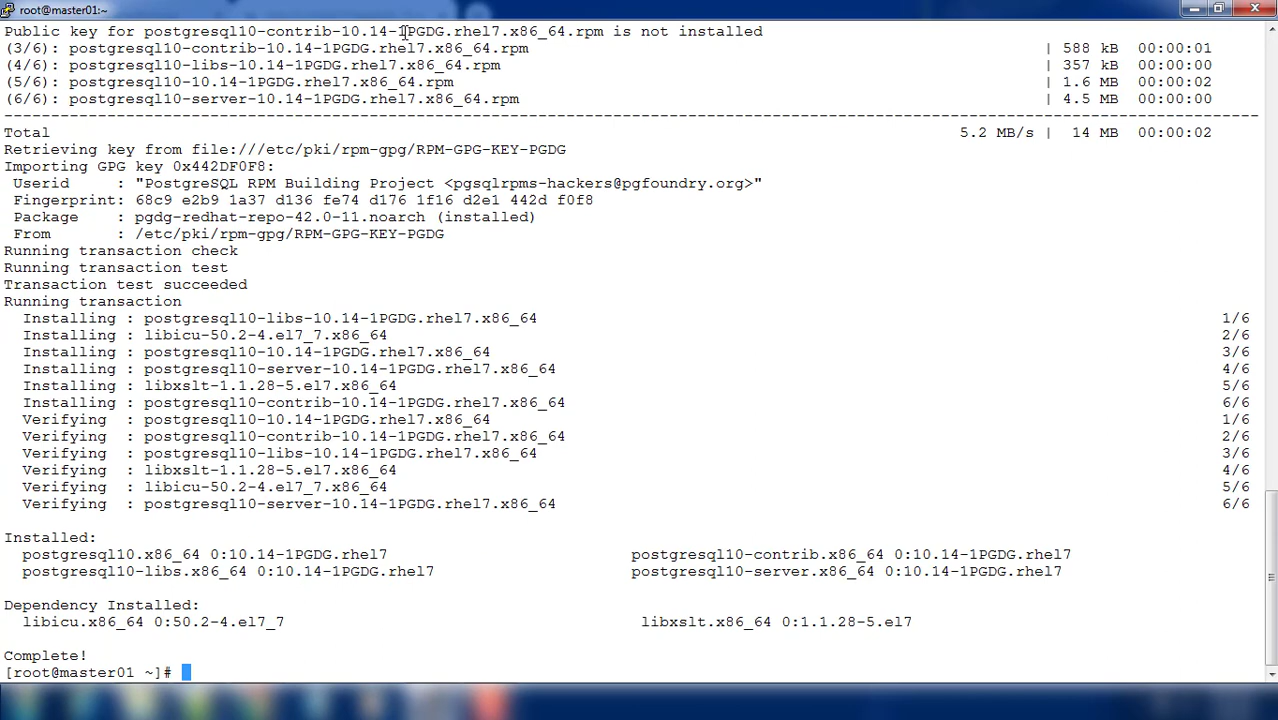 root@master01:~
Public key for postgresql10-contrib-10.14-1PGDG.rhel7.x86_64.rpm is not installed
(3/6): postgresql10-contrib-10.14-1PGDG.rhel7.x86_64.rpm | 588 kB 00:00:01
(4/6): postgresql10-libs-10.14-1PGDG.rhel7.x86_64.rpm | 357 kB 00:00:00
(5/6): postgresql10-10.14-1PGDG.rhel7.x86_64.rpm | 1.6 MB 00:00:02
(6/6): postgresql10-server-10.14-1PGDG.rhel7.x86_64.rpm | 4.5 MB 00:00:00
--------------------------------------------------------------------------------
Total 5.2 MB/s | 14 MB 00:00:02
Retrieving key from file:///etc/pki/rpm-gpg/RPM-GPG-KEY-PGDG
Importing GPG key 0x442DF0F8:
Userid : "PostgreSQL RPM Building Project <pgsqlrpms-hackers@pgfoundry.org>"
Fingerprint: 68c9 e2b9 1a37 d136 fe74 d176 1f16 d2e1 442d f0f8
Package : pgdg-redhat-repo-42.0-11.noarch (installed)
From : /etc/pki/rpm-gpg/RPM-GPG-KEY-PGDG
Running transaction check
Running transaction test
Transaction test succeeded
Running transaction
Installing : postgresql10-libs-10.14-1PGDG.rhel7.x86_64 1/6
Installing : libicu-50.2-4.el7_7.x86_64 2/6
Installing : postgresql10-10.14-1PGDG.rhel7.x86_64 3/6
Installing : postgresql10-server-10.14-1PGDG.rhel7.x86_64 4/6
Installing : libxslt-1.1.28-5.el7.x86_64 5/6
Installing : postgresql10-contrib-10.14-1PGDG.rhel7.x86_64 6/6
Verifying : postgresql10-10.14-1PGDG.rhel7.x86_64 1/6
Verifying : postgresql10-contrib-10.14-1PGDG.rhel7.x86_64 2/6
Verifying : postgresql10-libs-10.14-1PGDG.rhel7.x86_64 3/6
Verifying : libxslt-1.1.28-5.el7.x86_64 4/6
Verifying : libicu-50.2-4.el7_7.x86_64 5/6
Verifying : postgresql10-server-10.14-1PGDG.rhel7.x86_64 6/6
Installed:
postgresql10.x86_64 0:10.14-1PGDG.rhel7 postgresql10-contrib.x86_64 0:10.14-1PGDG.rhel7
postgresql10-libs.x86_64 0:10.14-1PGDG.rhel7 postgresql10-server.x86_64 0:10.14-1PGDG.rhel7
Dependency Installed:
libicu.x86_64 0:50.2-4.el7_7 libxslt.x86_64 0:1.1.28-5.el7
Complete!
[root@master01 ~]#